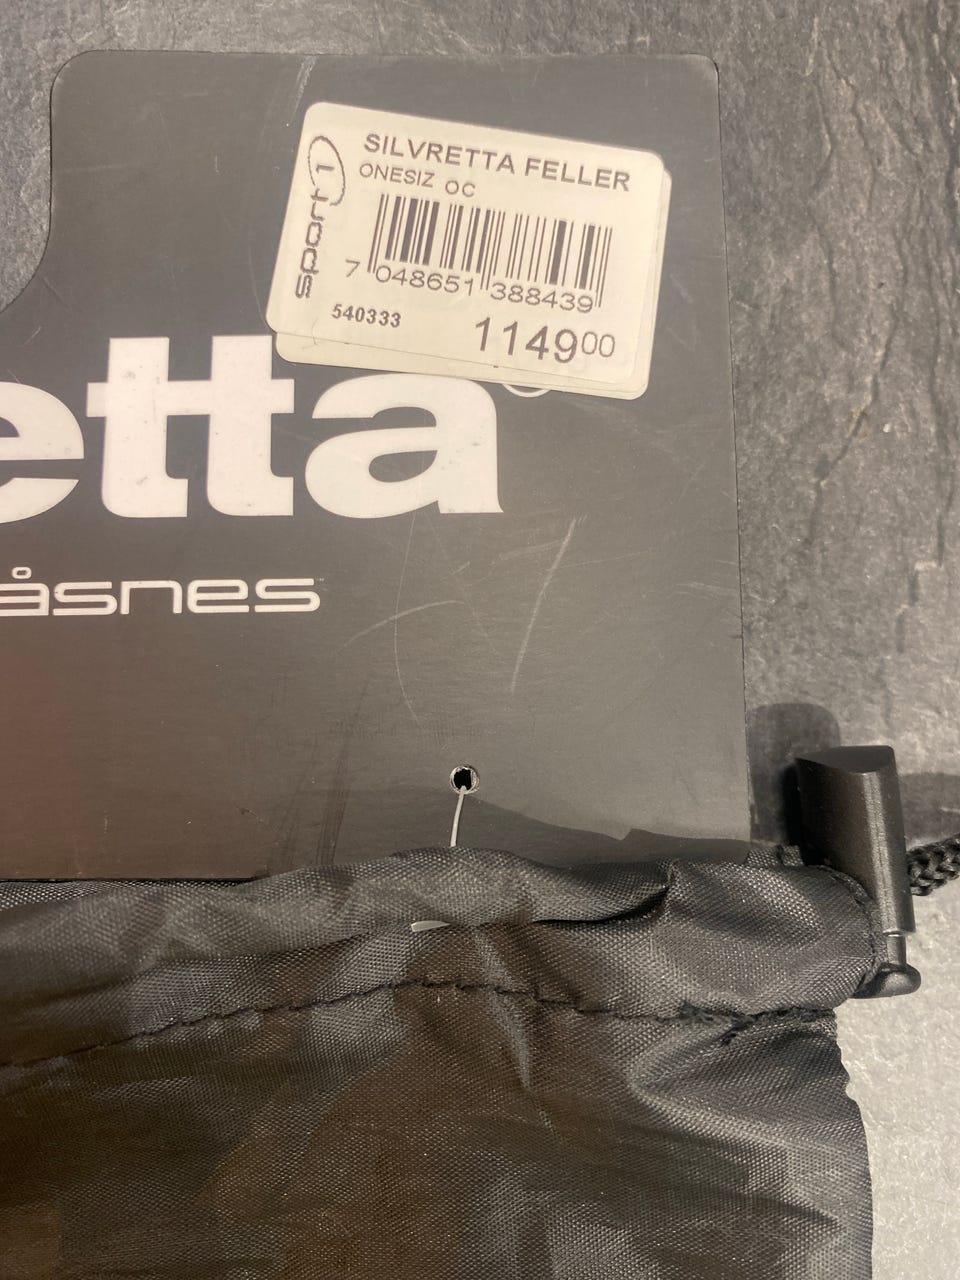 SILVRETTA FELLER
ONESIZ OC
sport 1
7 048651 388439
540333
114900
etta
åsnes